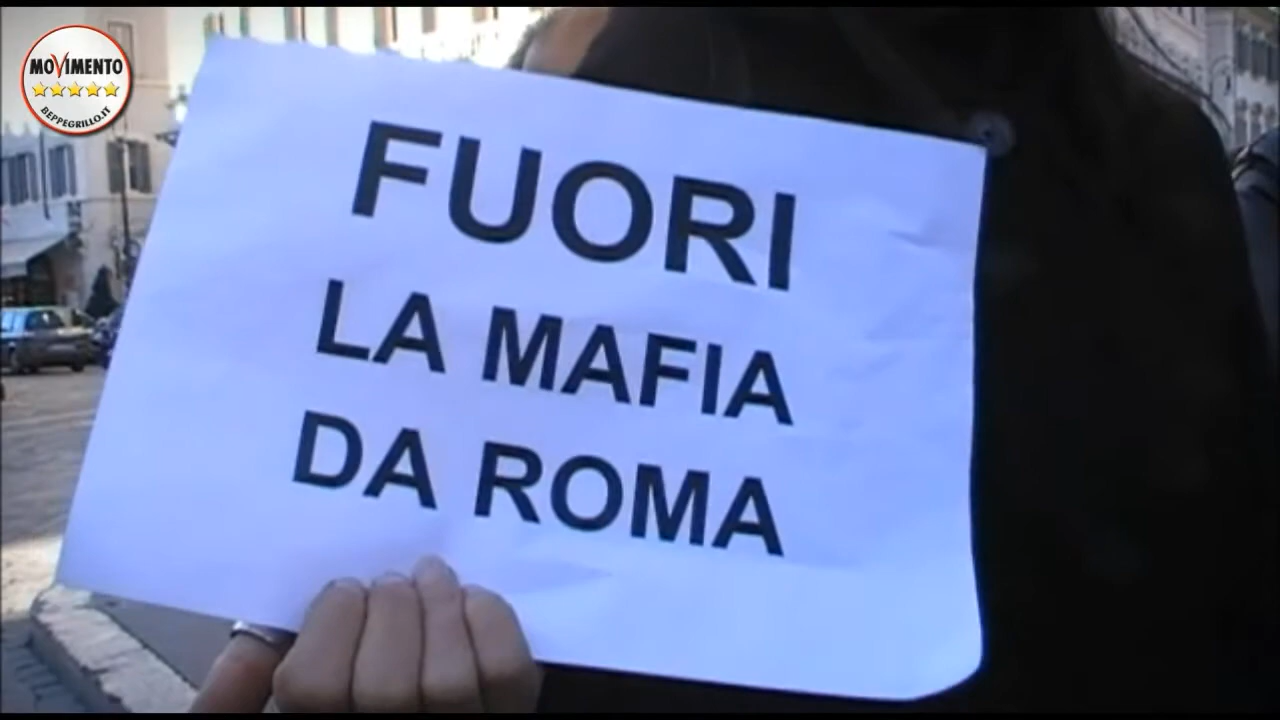 MOVIMENTO
BEPPEGRILLO.IT
FUORI
LA MAFIA
DA ROMA